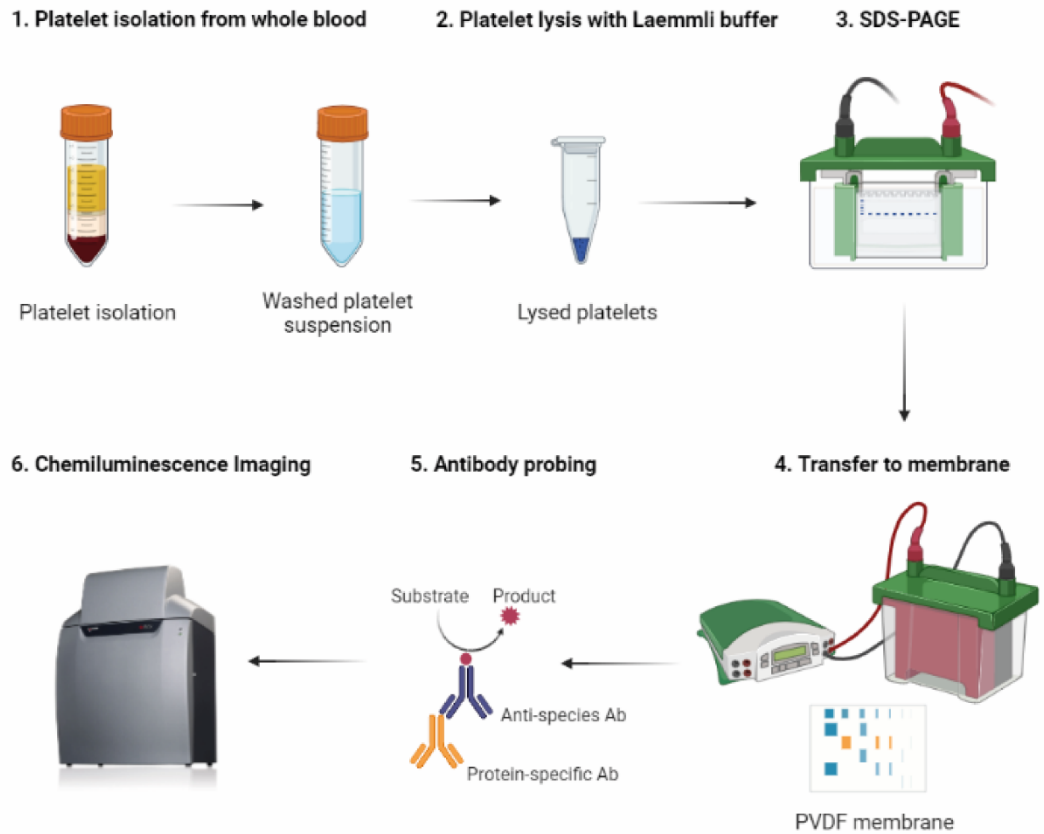 1. Platelet isolation from whole blood
2. Platelet lysis with Laemmli buffer
3. SDS-PAGE
Platelet isolation
Washed platelet
suspension
Lysed platelets
6. Chemiluminescence Imaging
5. Antibody probing
4. Transfer to membrane
Substrate
Product
Anti-species Ab
Protein-specific Ab
PVDF membrane